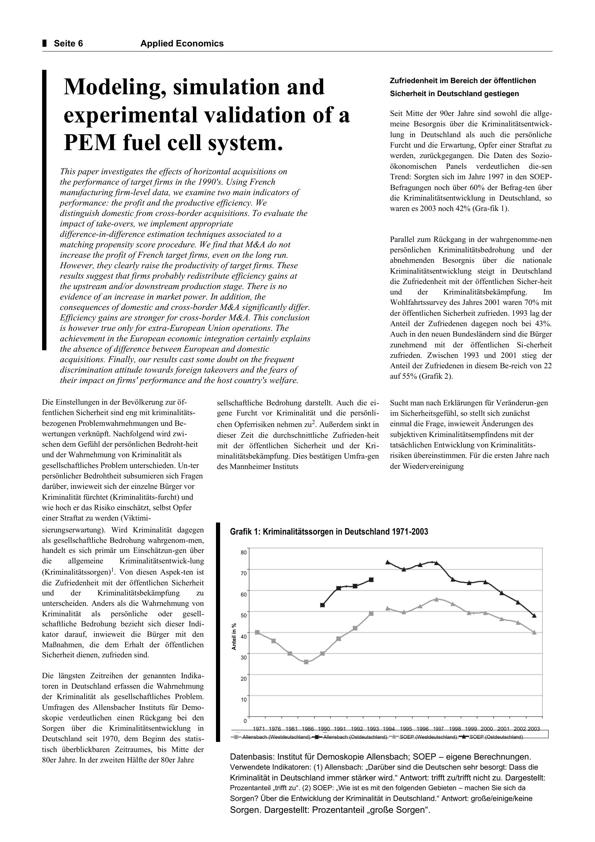 Seite 6
Applied Economics
Modeling, simulation and
experimental validation of a
PEM fuel cell system.
This paper investigates the effects of horizontal acquisitions on
the performance of target firms in the 1990's. Using French
manufacturing firm-level data, we examine two main indicators of
performance: the profit and the productive efficiency. We
distinguish domestic from cross-border acquisitions. To evaluate the
impact of take-overs, we implement appropriate
difference-in-difference estimation techniques associated to a
matching propensity score procedure. We find that M&A do not
increase the profit of French target firms, even on the long run.
However, they clearly raise the productivity of target firms. These
results suggest that firms probably redistribute efficiency gains at
the upstream and/or downstream production stage. There is no
evidence of an increase in market power. In addition, the
consequences of domestic and cross-border M&A significantly differ.
Efficiency gains are stronger for cross-border M&A. This conclusion
is however true only for extra-European Union operations. The
achievement in the European economic integration certainly explains
the absence of difference between European and domestic
acquisitions. Finally, our results cast some doubt on the frequent
discrimination attitude towards foreign takeovers and the fears of
their impact on firms' performance and the host country's welfare.
Zufriedenheit im Bereich der öffentlichen
Sicherheit in Deutschland gestiegen
Seit Mitte der 90er Jahre sind sowohl die allge-
meine Besorgnis über die Kriminalitätsentwick-
lung in Deutschland als auch die persönliche
Furcht und die Erwartung, Opfer einer Straftat zu
werden, zurückgegangen. Die Daten des Sozio-
ökonomischen Panels verdeutlichen die-sen
Trend: Sorgten sich im Jahre 1997 in den SOEP-
Befragungen noch über 60% der Befrag-ten über
die Kriminalitätsentwicklung in Deutschland, so
waren es 2003 noch 42% (Gra-fik 1).
Parallel zum Rückgang in der wahrgenomme-nen
persönlichen Kriminalitätsbedrohung und der
abnehmenden Besorgnis über die nationale
Kriminalitätsentwicklung steigt in Deutschland
die Zufriedenheit mit der öffentlichen Sicher-heit
und der Kriminalitätsbekämpfung. Im
Wohlfahrtssurvey des Jahres 2001 waren 70% mit
der öffentlichen Sicherheit zufrieden. 1993 lag der
Anteil der Zufriedenen dagegen noch bei 43%.
Auch in den neuen Bundesländern sind die Bürger
zunehmend mit der öffentlichen Si-cherheit
zufrieden. Zwischen 1993 und 2001 stieg der
Anteil der Zufriedenen in diesem Be-reich von 22
auf 55% (Grafik 2).
Die Einstellungen in der Bevölkerung zur öf-
fentlichen Sicherheit sind eng mit kriminalitäts-
bezogenen Problemwahrnehmungen und Be-
wertungen verknüpft. Nachfolgend wird zwi-
schen dem Gefühl der persönlichen Bedroht-heit
und der Wahrnehmung von Kriminalität als
gesellschaftliches Problem unterschieden. Un-ter
persönlicher Bedrohtheit subsumieren sich Fragen
darüber, inwieweit sich der einzelne Bürger vor
Kriminalität fürchtet (Kriminalitäts-furcht) und
wie hoch er das Risiko einschätzt, selbst Opfer
einer Straftat zu werden (Viktimi-
sierungserwartung). Wird Kriminalität dagegen
als gesellschaftliche Bedrohung wahrgenom-men,
handelt es sich primär um Einschätzun-gen über
die allgemeine Kriminalitätsentwick-lung
(Kriminalitätssorgen)1. Von diesen Aspek-ten ist
die Zufriedenheit mit der öffentlichen Sicherheit
und der Kriminalitätsbekämpfung zu
unterscheiden. Anders als die Wahrnehmung von
Kriminalität als persönliche oder gesell-
schaftliche Bedrohung bezieht sich dieser Indi-
kator darauf, inwieweit die Bürger mit den
Maßnahmen, die dem Erhalt der öffentlichen
Sicherheit dienen, zufrieden sind.
Die längsten Zeitreihen der genannten Indika-
toren in Deutschland erfassen die Wahrnehmung
der Kriminalität als gesellschaftliches Problem.
Umfragen des Allensbacher Instituts für Demo-
skopie verdeutlichen einen Rückgang bei den
Sorgen über die Kriminalitätsentwicklung in
Deutschland seit 1970, dem Beginn des statis-
tisch überblickbaren Zeitraumes, bis Mitte der
80er Jahre. In der zweiten Hälfte der 80er Jahre
sellschaftliche Bedrohung darstellt. Auch die ei-
gene Furcht vor Kriminalität und die persönli-
chen Opferrisiken nehmen zu2. Außerdem sinkt in
dieser Zeit die durchschnittliche Zufrieden-heit
mit der öffentlichen Sicherheit und der Kri-
minalitätsbekämpfung. Dies bestätigen Umfra-gen
des Mannheimer Instituts
Sucht man nach Erklärungen für Veränderun-gen
im Sicherheitsgefühl, so stellt sich zunächst
einmal die Frage, inwieweit Änderungen des
subjektiven Kriminalitätsempfindens mit der
tatsächlichen Entwicklung von Kriminalitäts-
risiken übereinstimmen. Für die ersten Jahre nach
der Wiedervereinigung
Grafik 1: Kriminalitätssorgen in Deutschland 1971-2003
80
70
60
50
40
30
20
10
0
Anteil in %
1971 1976 1981 1986 1990 1991 1992 1993 1994 1995 1996 1997 1998 1999 2000 2001 2002 2003
Allensbach (Westdeutschland) Allensbach (Ostdeutschland) SOEP (Westdeutschland) SOEP (Ostdeutschland)
Datenbasis: Institut für Demoskopie Allensbach; SOEP – eigene Berechnungen.
Verwendete Indikatoren: (1) Allensbach: „Darüber sind die Deutschen sehr besorgt: Dass die
Kriminalität in Deutschland immer stärker wird.“ Antwort: trifft zu/trifft nicht zu. Dargestellt:
Prozentanteil „trifft zu“. (2) SOEP: „Wie ist es mit den folgenden Gebieten – machen Sie sich da
Sorgen? Über die Entwicklung der Kriminalität in Deutschland.“ Antwort: große/einige/keine
Sorgen. Dargestellt: Prozentanteil „große Sorgen“.